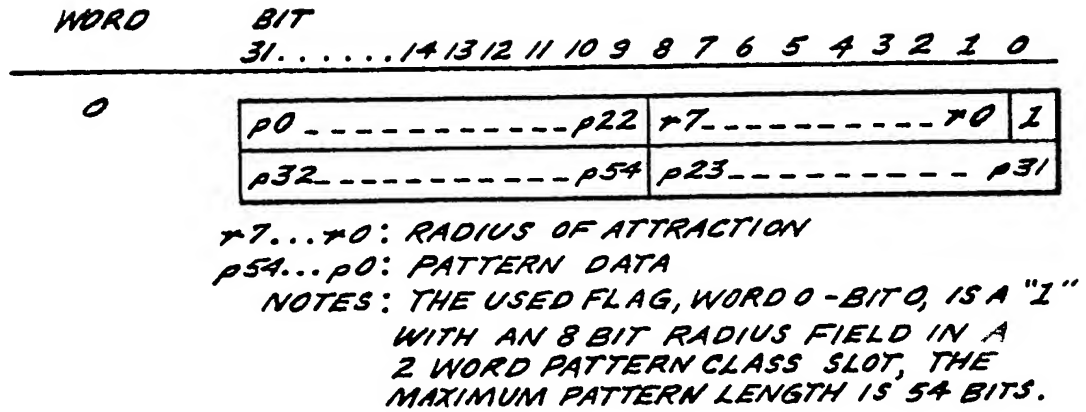 WORD BIT
31. . . . . . 14 13 12 11 10 9 8 7 6 5 4 3 2 1 0
0
p0 - - - - - - - - - - - - p22 r7- - - - - - - - - - - r0 1
p32- - - - - - - - - - - - p54 p23- - - - - - - - - - p31
r7...r0: RADIUS OF ATTRACTION
p54...p0: PATTERN DATA
NOTES: THE USED FLAG, WORD 0 -BIT 0, IS A "1"
WITH AN 8 BIT RADIUS FIELD IN A
2 WORD PATTERN CLASS SLOT, THE
MAXIMUM PATTERN LENGTH IS 54 BITS.